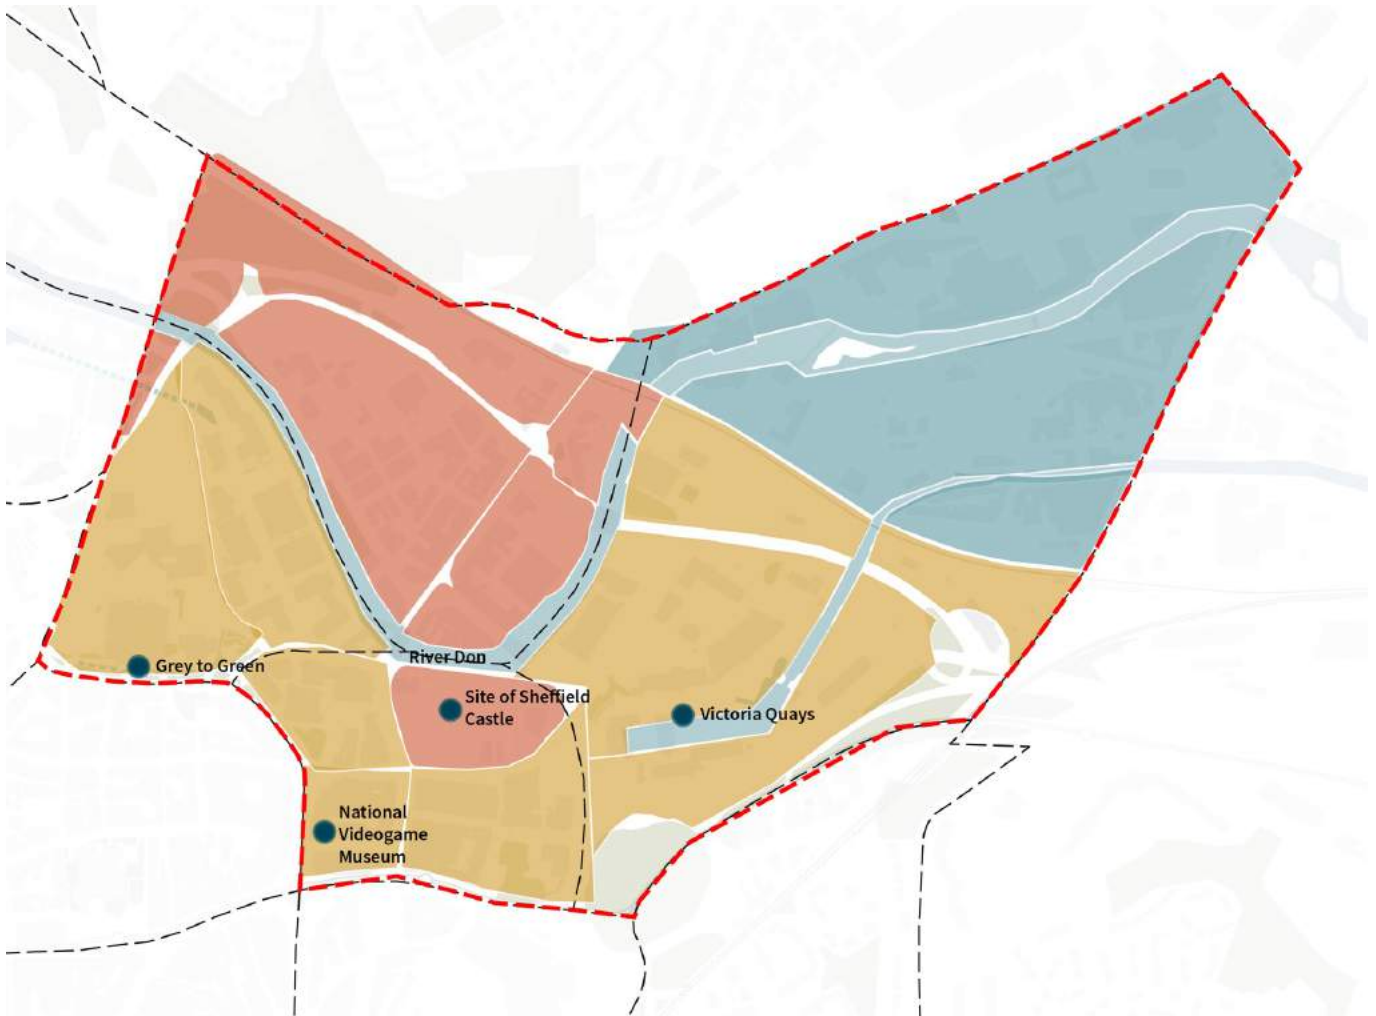 River Don
Grey to Green
Site of Sheffield
Castle
Victoria Quays
National
Videogame
Museum